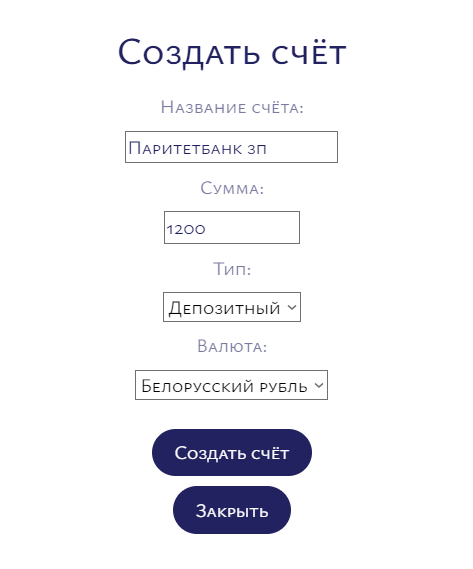 Создать счёт
Название счёта:
Паритетбанк зп
Сумма:
1200
Тип:
Депозитный
Валюта:
Белорусский рубль
Создать счёт
Закрыть